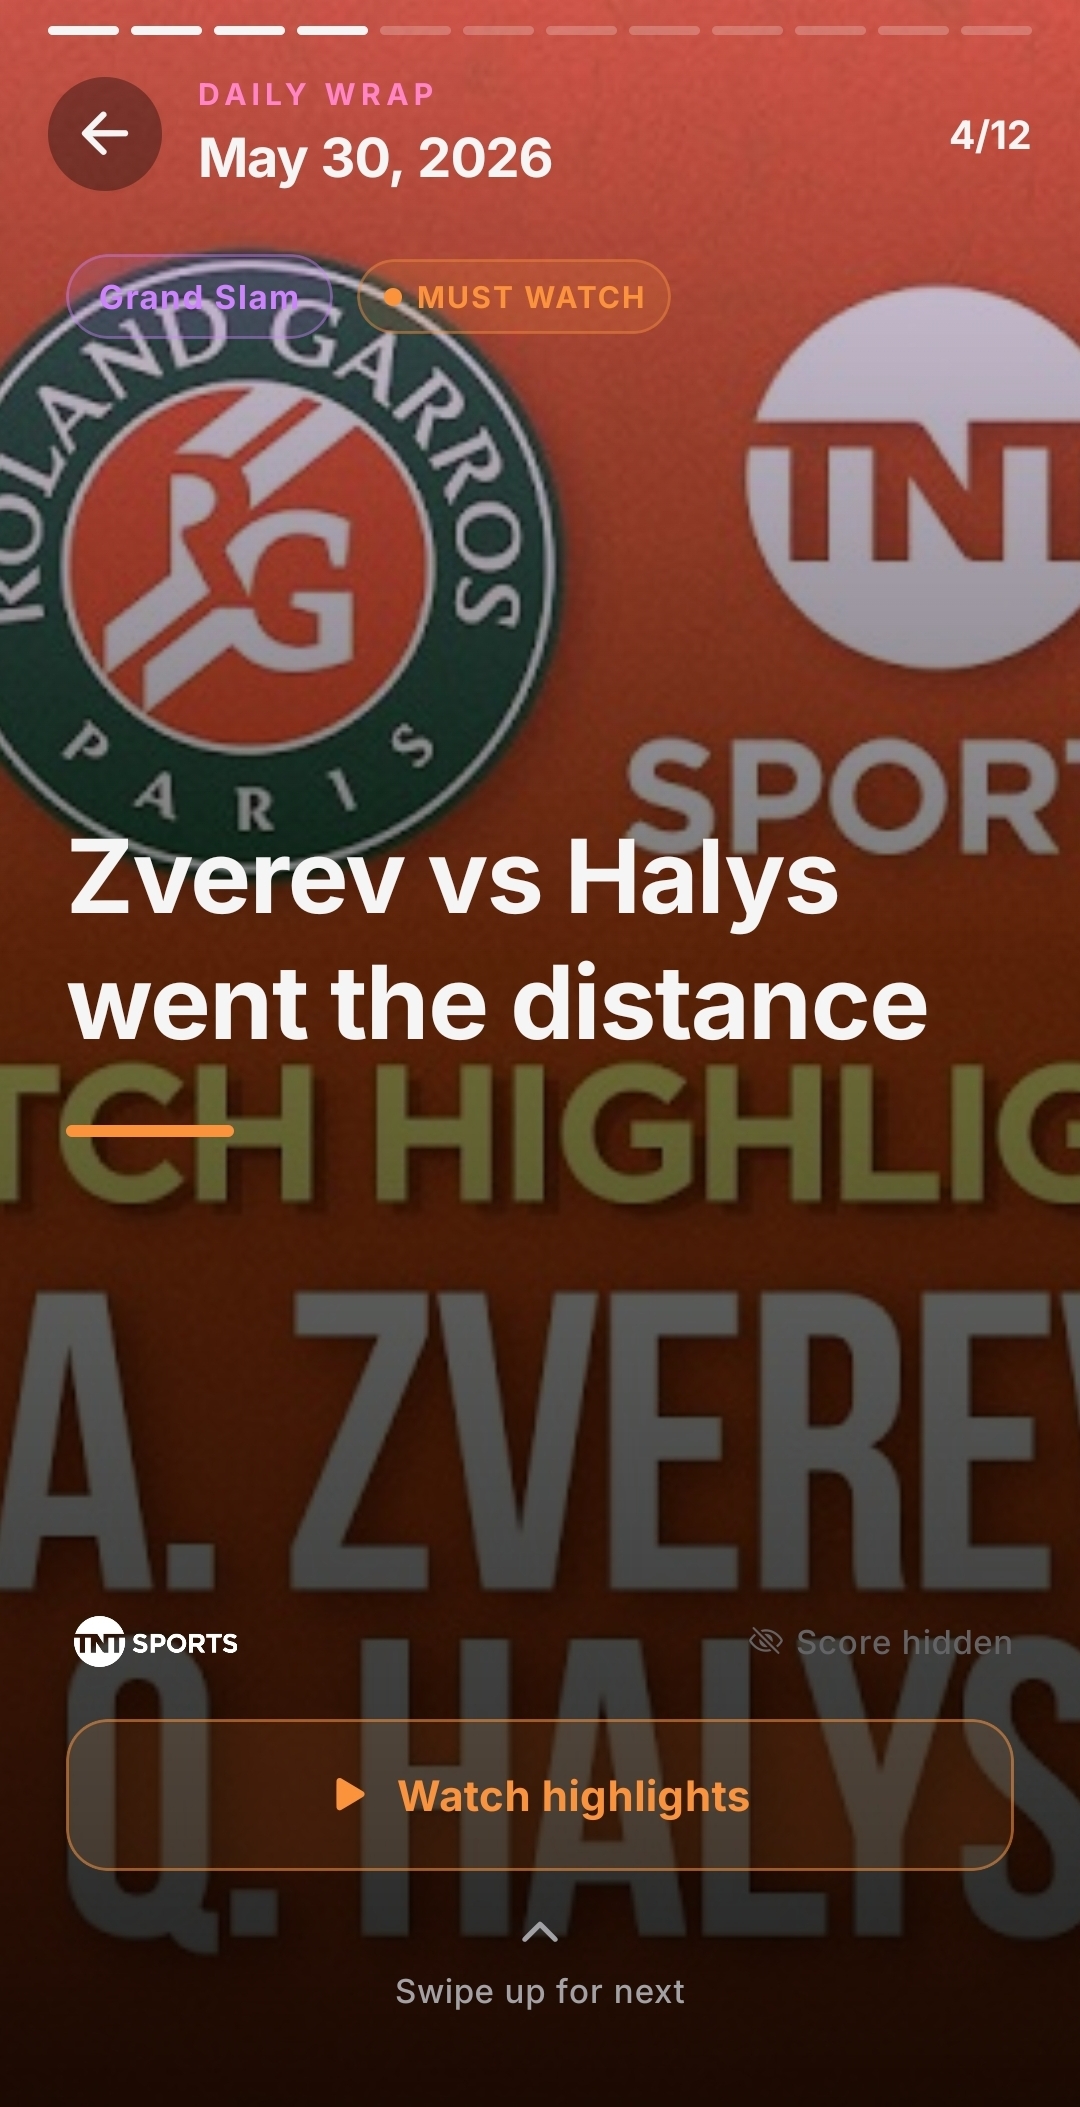 DAILY WRAP
May 30, 2026
4/12
Grand Slam
MUST WATCH
ROLAND GARROS
RG
PARIS
TNT
SPORT
Zverev vs Halys
went the distance
TCH HIGHLIG
A. ZVEREV
TNT SPORTS
Score hidden
Q. HALYS
Watch highlights
Swipe up for next